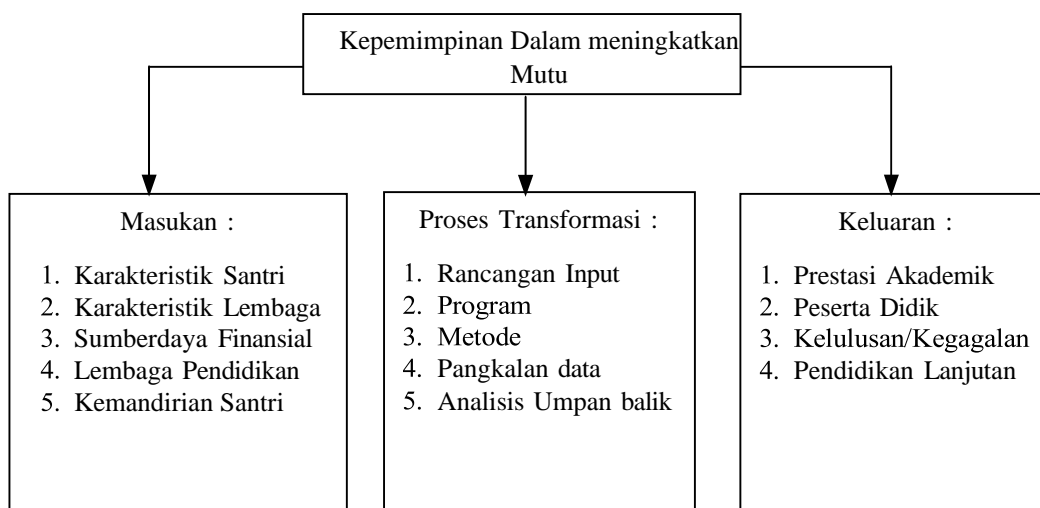 Kepemimpinan Dalam meningkatkan
Mutu
Masukan :
1. Karakteristik Santri
2. Karakteristik Lembaga
3. Sumberdaya Finansial
4. Lembaga Pendidikan
5. Kemandirian Santri
Proses Transformasi :
1. Rancangan Input
2. Program
3. Metode
4. Pangkalan data
5. Analisis Umpan balik
Keluaran :
1. Prestasi Akademik
2. Peserta Didik
3. Kelulusan/Kegagalan
4. Pendidikan Lanjutan